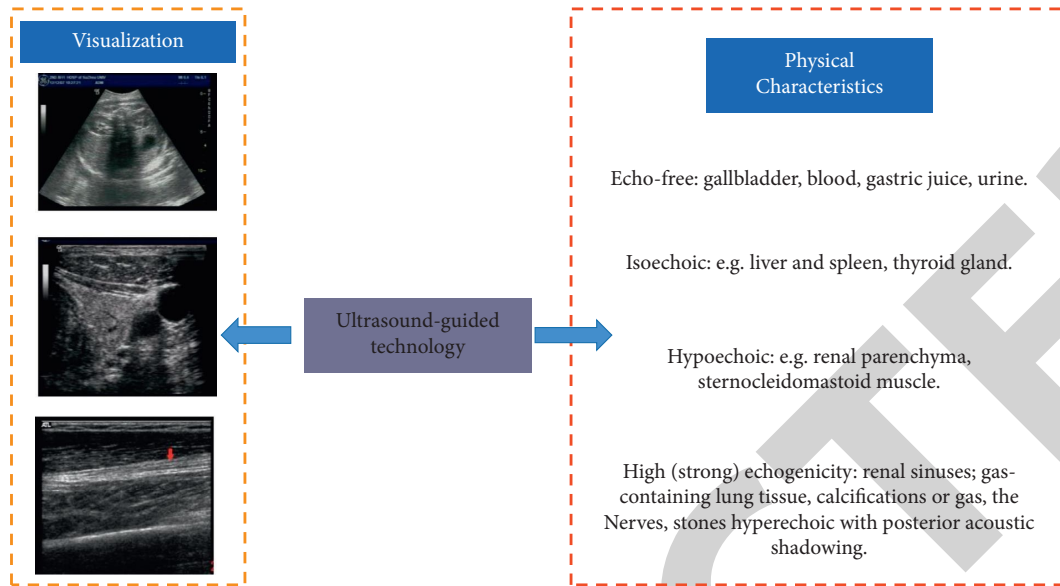 Visualization
Ultrasound-guided
technology
Physical
Characteristics
Echo-free: gallbladder, blood, gastric juice, urine.
Isoechoic: e.g. liver and spleen, thyroid gland.
Hypoechoic: e.g. renal parenchyma,
sternocleidomastoid muscle.
High (strong) echogenicity: renal sinuses; gas-
containing lung tissue, calcifications or gas, the
Nerves, stones hyperechoic with posterior acoustic
shadowing.
CTE